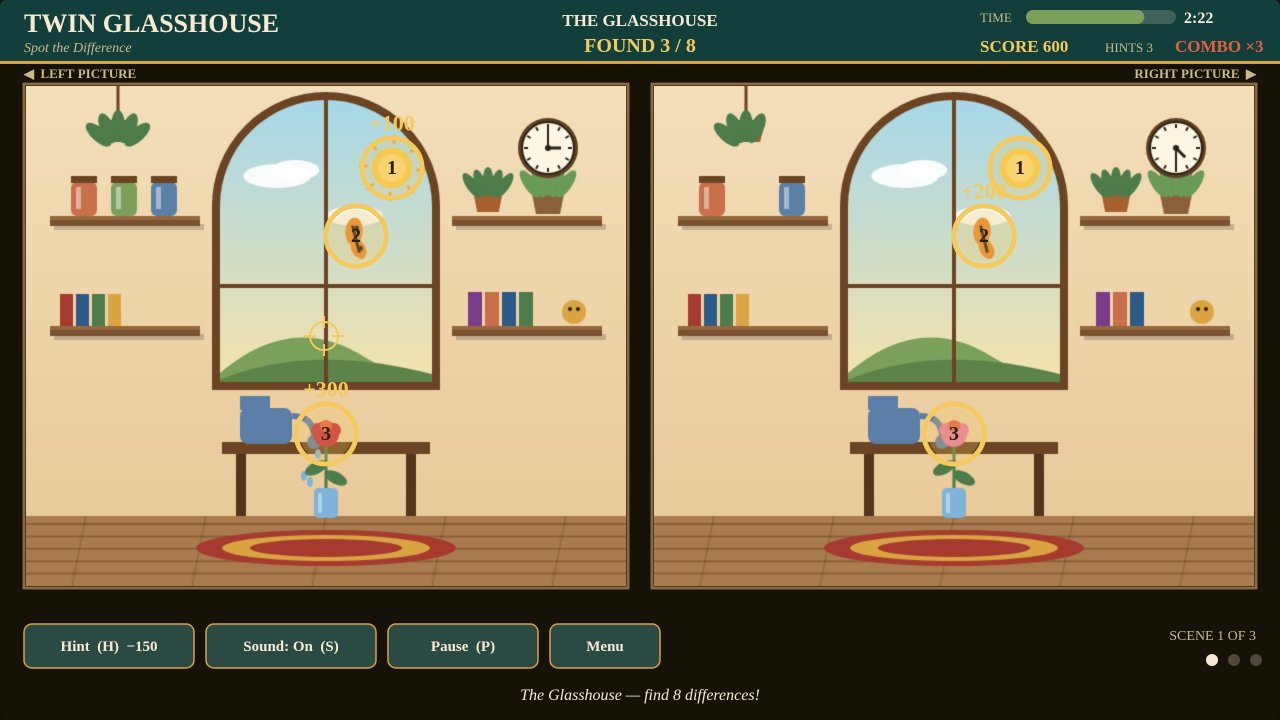 TWIN GLASSHOUSE
Spot the Difference
THE GLASSHOUSE
FOUND 3 / 8
TIME
2:22
SCORE 600
HINTS 3
COMBO ×3
◀ LEFT PICTURE
RIGHT PICTURE ▶
+100
1
1
+200
2
2
+300
3
3
Hint (H) −150
Sound: On (S)
Pause (P)
Menu
SCENE 1 OF 3
The Glasshouse — find 8 differences!